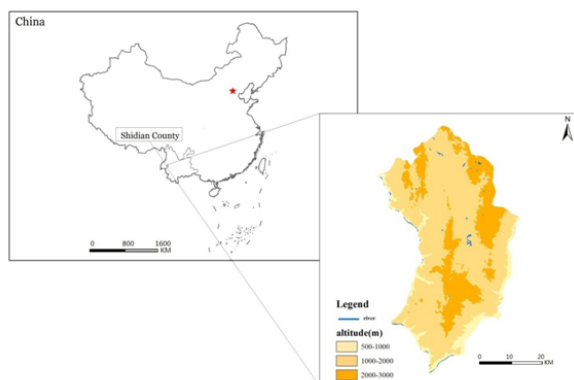 China
Shidian County
0 800 1600
KM
N
Legend
river
altitude(m)
500-1000
1000-2000
2000-3000
0 10 20
KM